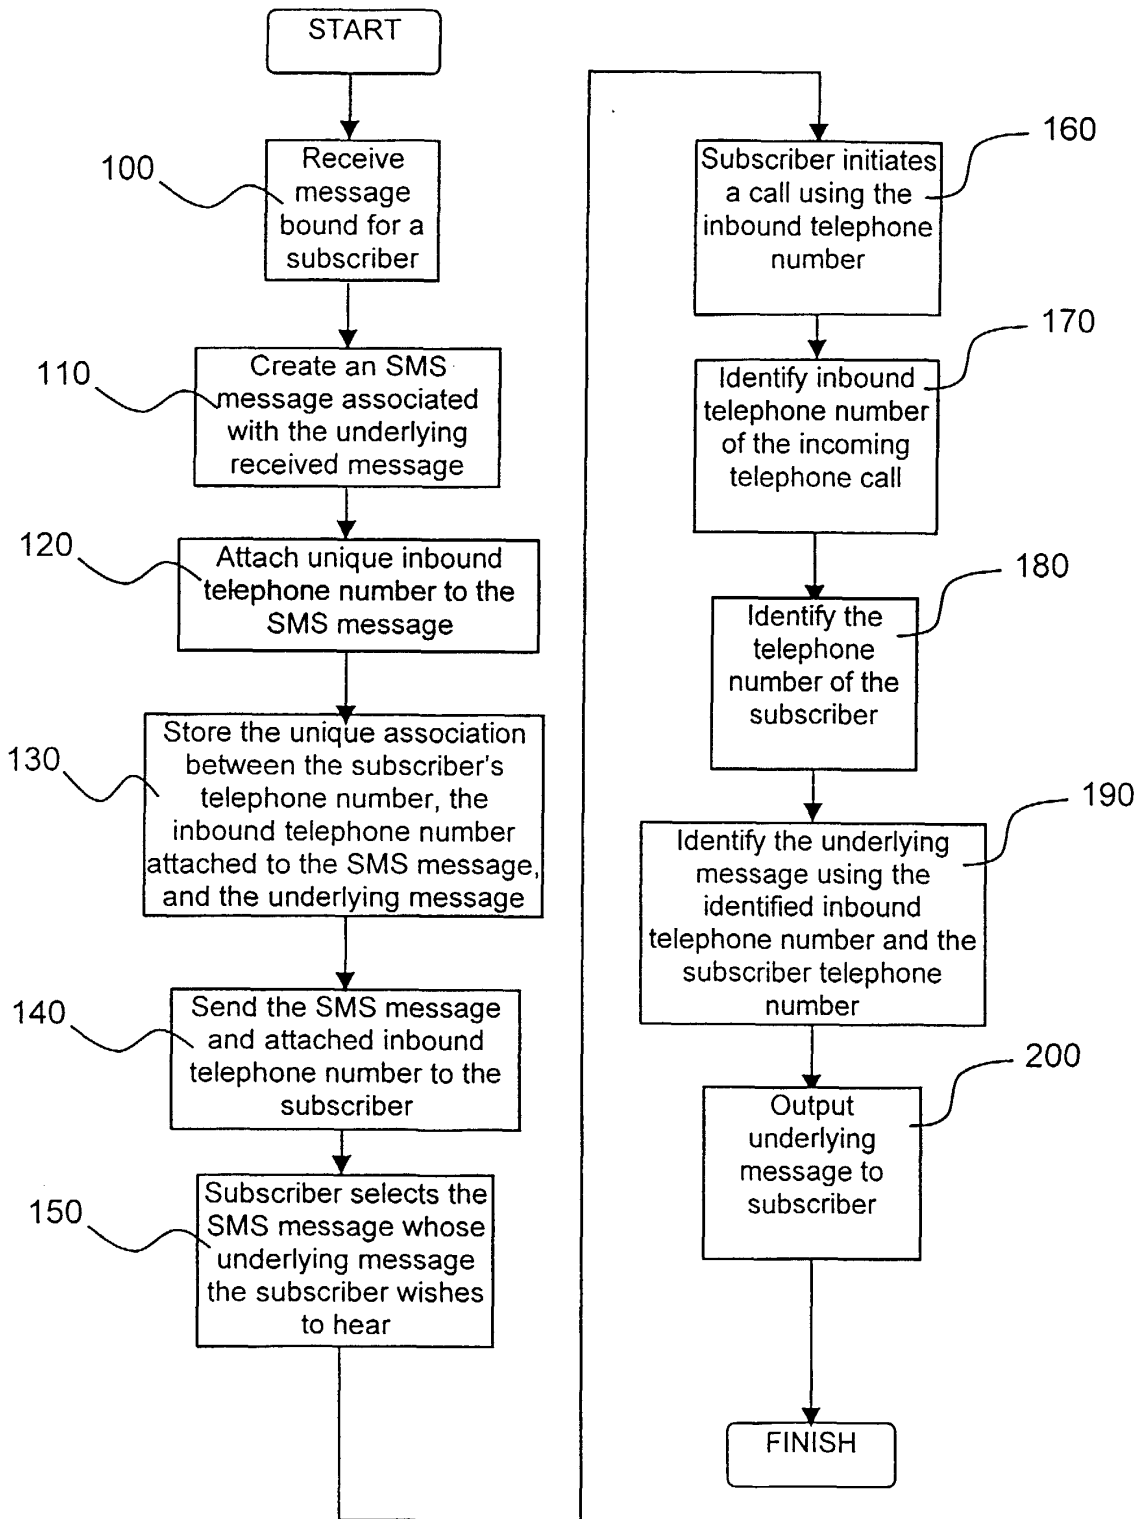 START
100
Receive
message
bound for a
subscriber
110
Create an SMS
message associated
with the underlying
received message
120
Attach unique inbound
telephone number to the
SMS message
130
Store the unique association
between the subscriber's
telephone number, the
inbound telephone number
attached to the SMS message,
and the underlying message
140
Send the SMS message
and attached inbound
telephone number to the
subscriber
150
Subscriber selects the
SMS message whose
underlying message
the subscriber wishes
to hear
160
Subscriber initiates
a call using the
inbound telephone
number
170
Identify inbound
telephone number
of the incoming
telephone call
180
Identify the
telephone
number of the
subscriber
190
Identify the underlying
message using the
identified inbound
telephone number and the
subscriber telephone
number
200
Output
underlying
message to
subscriber
FINISH